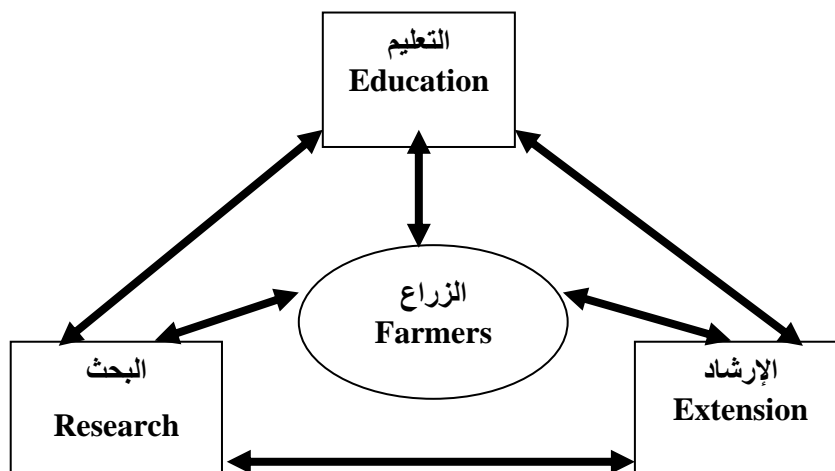 التعليم
Education
الزراع
Farmers
البحث
Research
الإرشاد
Extension